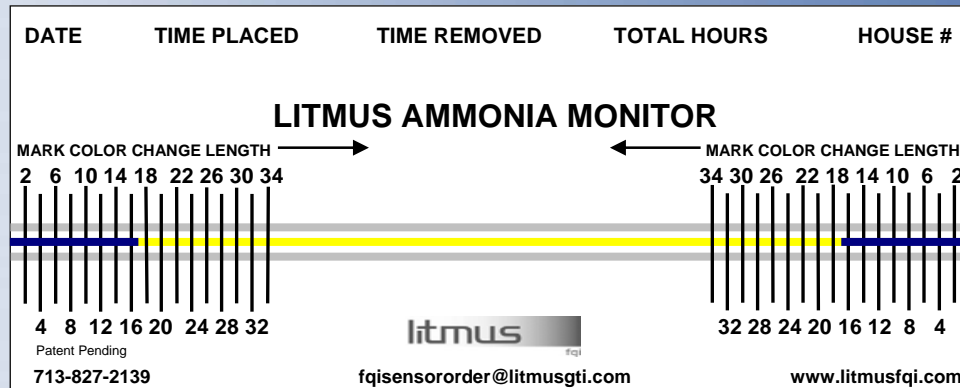 DATE TIME PLACED TIME REMOVED TOTAL HOURS HOUSE #
LITMUS AMMONIA MONITOR
MARK COLOR CHANGE LENGTH MARK COLOR CHANGE LENGTH
2 6 10 14 18 22 26 30 34 34 30 26 22 18 14 10 6 2
4 8 12 16 20 24 28 32 32 28 24 20 16 12 8 4
litmus
fqi
Patent Pending
713-827-2139 fqisensororder@litmusgti.com www.litmusfqi.com